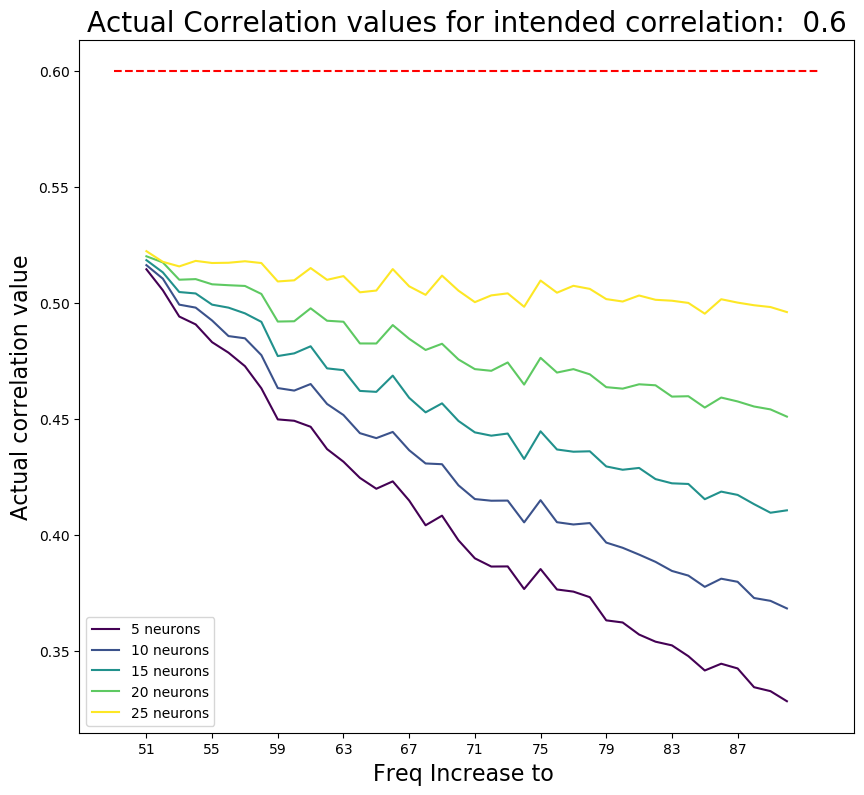 Actual Correlation values for intended correlation:  0.6
Actual correlation value
0.60
0.55
0.50
0.45
0.40
0.35
5 neurons
10 neurons
15 neurons
20 neurons
25 neurons
51 55 59 63 67 71 75 79 83 87
Freq Increase to